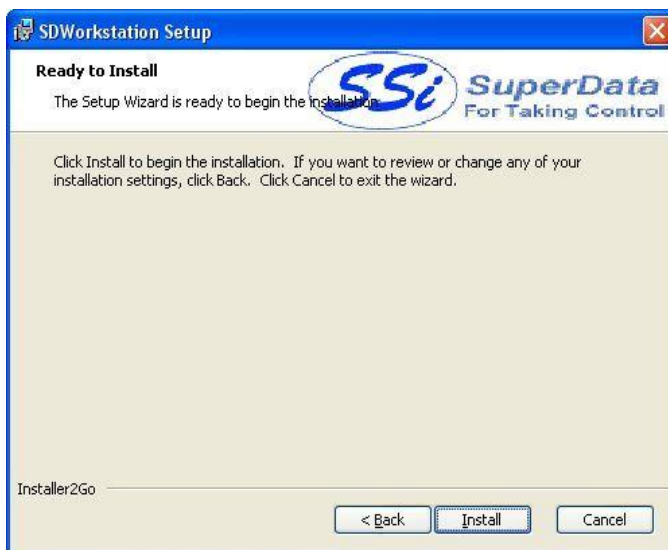 SDWorkstation Setup
Ready to Install
The Setup Wizard is ready to begin the installation.
SSi
SuperData
For Taking Control
Click Install to begin the installation. If you want to review or change any of your
installation settings, click Back. Click Cancel to exit the wizard.
Installer2Go
< Back
Install
Cancel